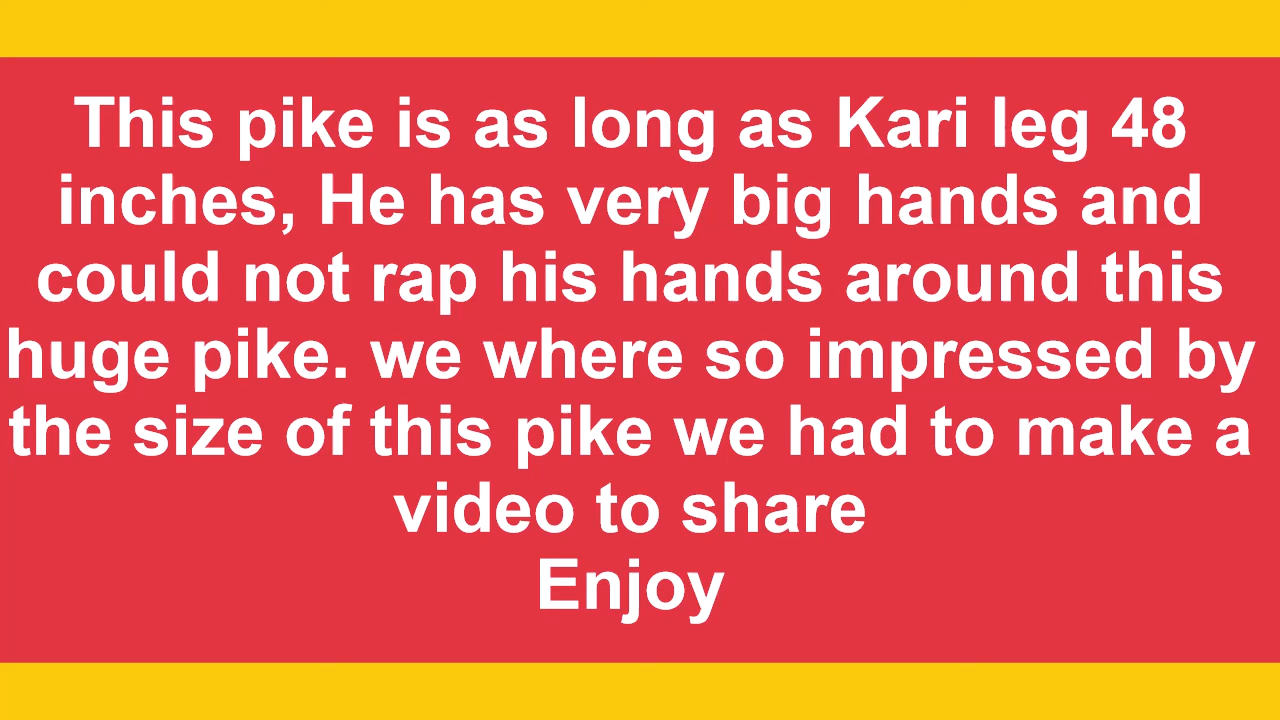 This pike is as long as Kari leg 48
inches, He has very big hands and
could not rap his hands around this
huge pike. we where so impressed by
the size of this pike we had to make a
video to share
Enjoy